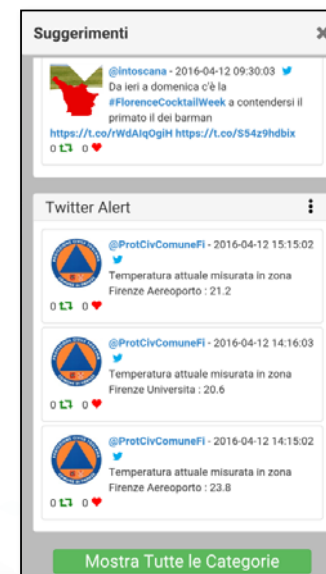 Suggerimenti
@intoscana - 2016-04-12 09:30:03
Da ieri a domenica c'è la
#FlorenceCocktailWeek a contendersi il
primato il dei barman
https://t.co/rWdAIqOgiH https://t.co/S54z9hdbix
0 0
Twitter Alert
@ProtCivComuneFi - 2016-04-12 15:15:02
Temperatura attuale misurata in zona
Firenze Aereoporto : 21.2
0 0
@ProtCivComuneFi - 2016-04-12 14:16:03
Temperatura attuale misurata in zona
Firenze Universita : 20.6
0 0
@ProtCivComuneFi - 2016-04-12 14:15:02
Temperatura attuale misurata in zona
Firenze Aereoporto : 23.8
0 0
Mostra Tutte le Categorie